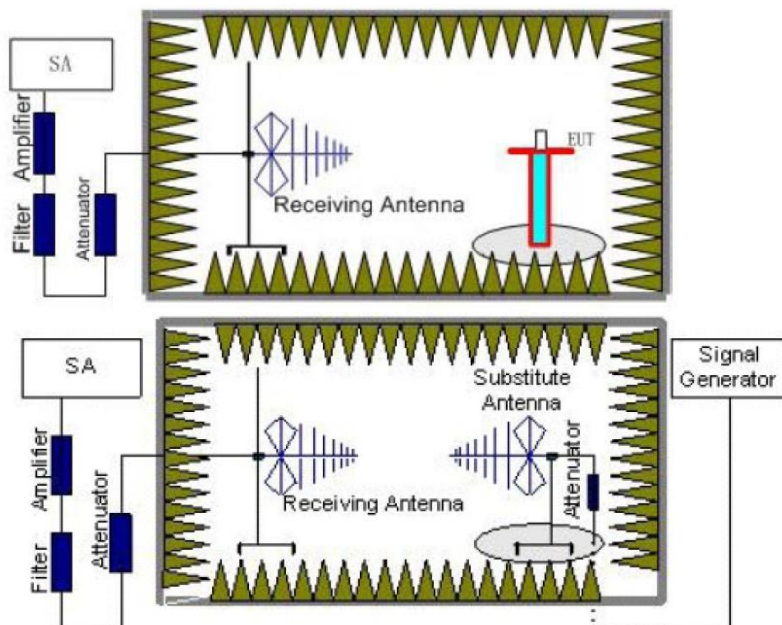 SA
Amplifier
Filter
Attenuator
Receiving Antenna
EUT
SA
Amplifier
Filter
Attenuator
Receiving Antenna
Substitute
Antenna
Attenuator
Signal
Generator